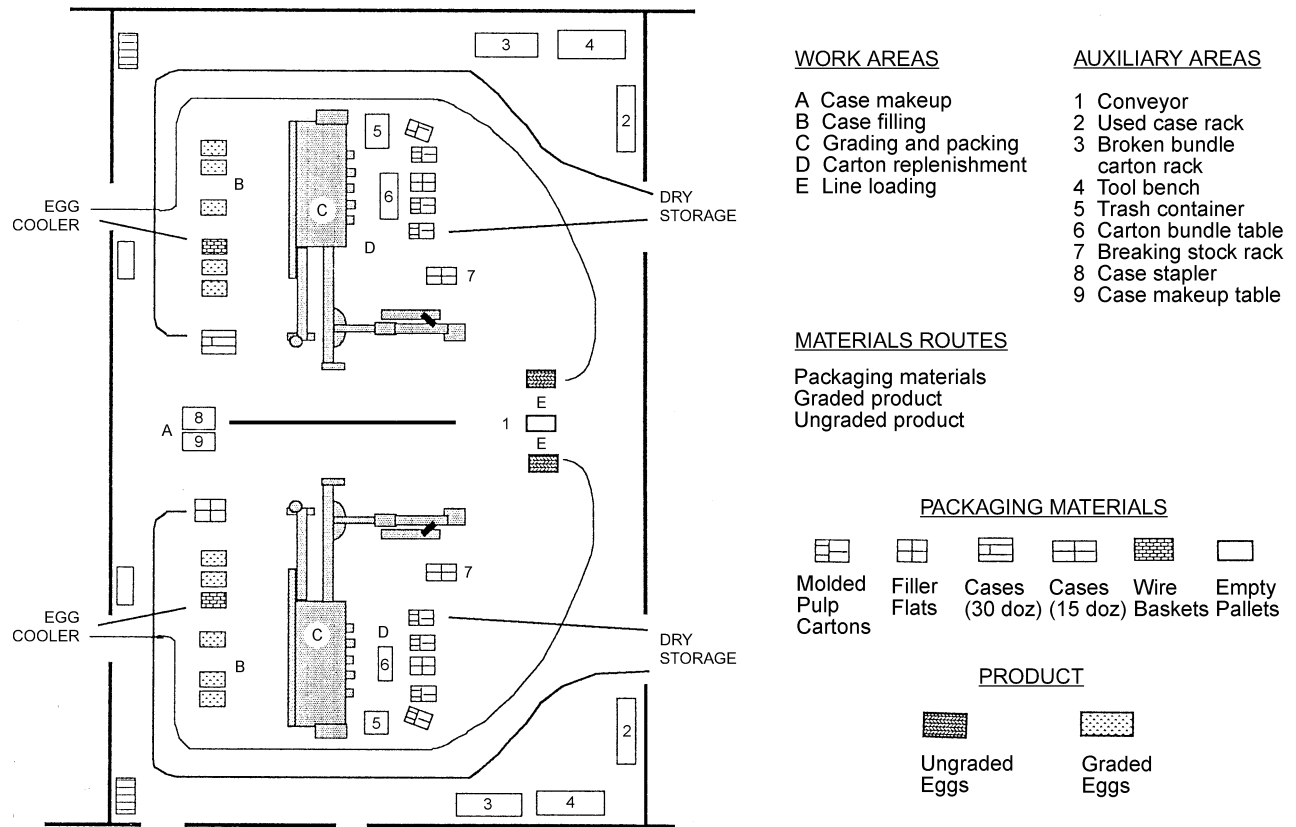 3
4
2
5
B
6
C
D
7
EGG
COOLER
DRY
STORAGE
E
1
E
A
8
9
7
EGG
COOLER
C
D
6
B
5
DRY
STORAGE
2
3
4
WORK AREAS
A Case makeup
B Case filling
C Grading and packing
D Carton replenishment
E Line loading
AUXILIARY AREAS
1 Conveyor
2 Used case rack
3 Broken bundle
carton rack
4 Tool bench
5 Trash container
6 Carton bundle table
7 Breaking stock rack
8 Case stapler
9 Case makeup table
MATERIALS ROUTES
Packaging materials
Graded product
Ungraded product
PACKAGING MATERIALS
Molded
Pulp
Cartons
Filler
Flats
Cases
(30 doz)
Cases
(15 doz)
Wire
Baskets
Empty
Pallets
PRODUCT
Ungraded
Eggs
Graded
Eggs